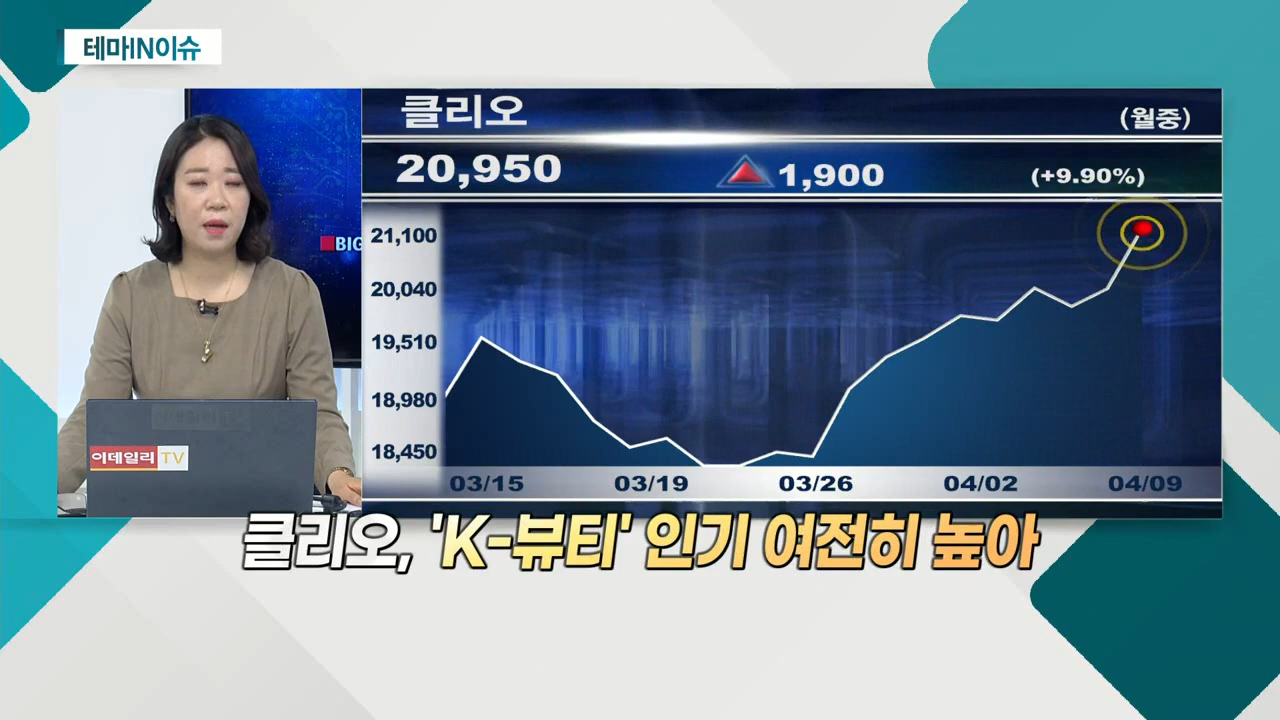 테마IN이슈
클리오
(월중)
20,950 ▲ 1,900 (+9.90%)
BIG
21,100
20,040
19,510
18,980
18,450
03/15 03/19 03/26 04/02 04/09
이데일리 TV
클리오, 'K-뷰티' 인기 여전히 높아